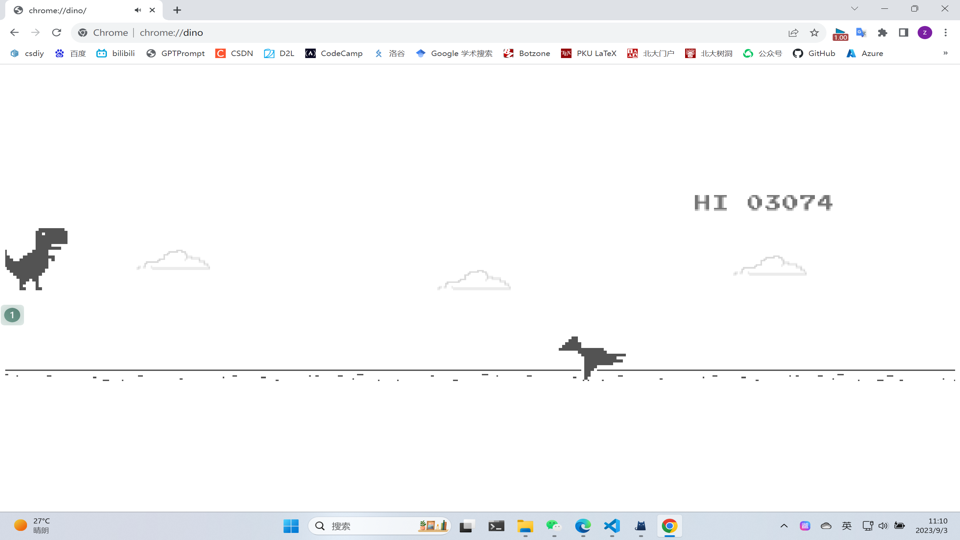 chrome://dino/
Chrome | chrome://dino
1.00
z
csdiy
百度
bilibili
GPTPrompt
CSDN
D2L
CodeCamp
洛谷
Google 学术搜索
Botzone
PKU LaTeX
北大门户
北大树洞
公众号
GitHub
Azure
»
HI 03074
1
27°C
晴朗
搜索
英
11:10
2023/9/3